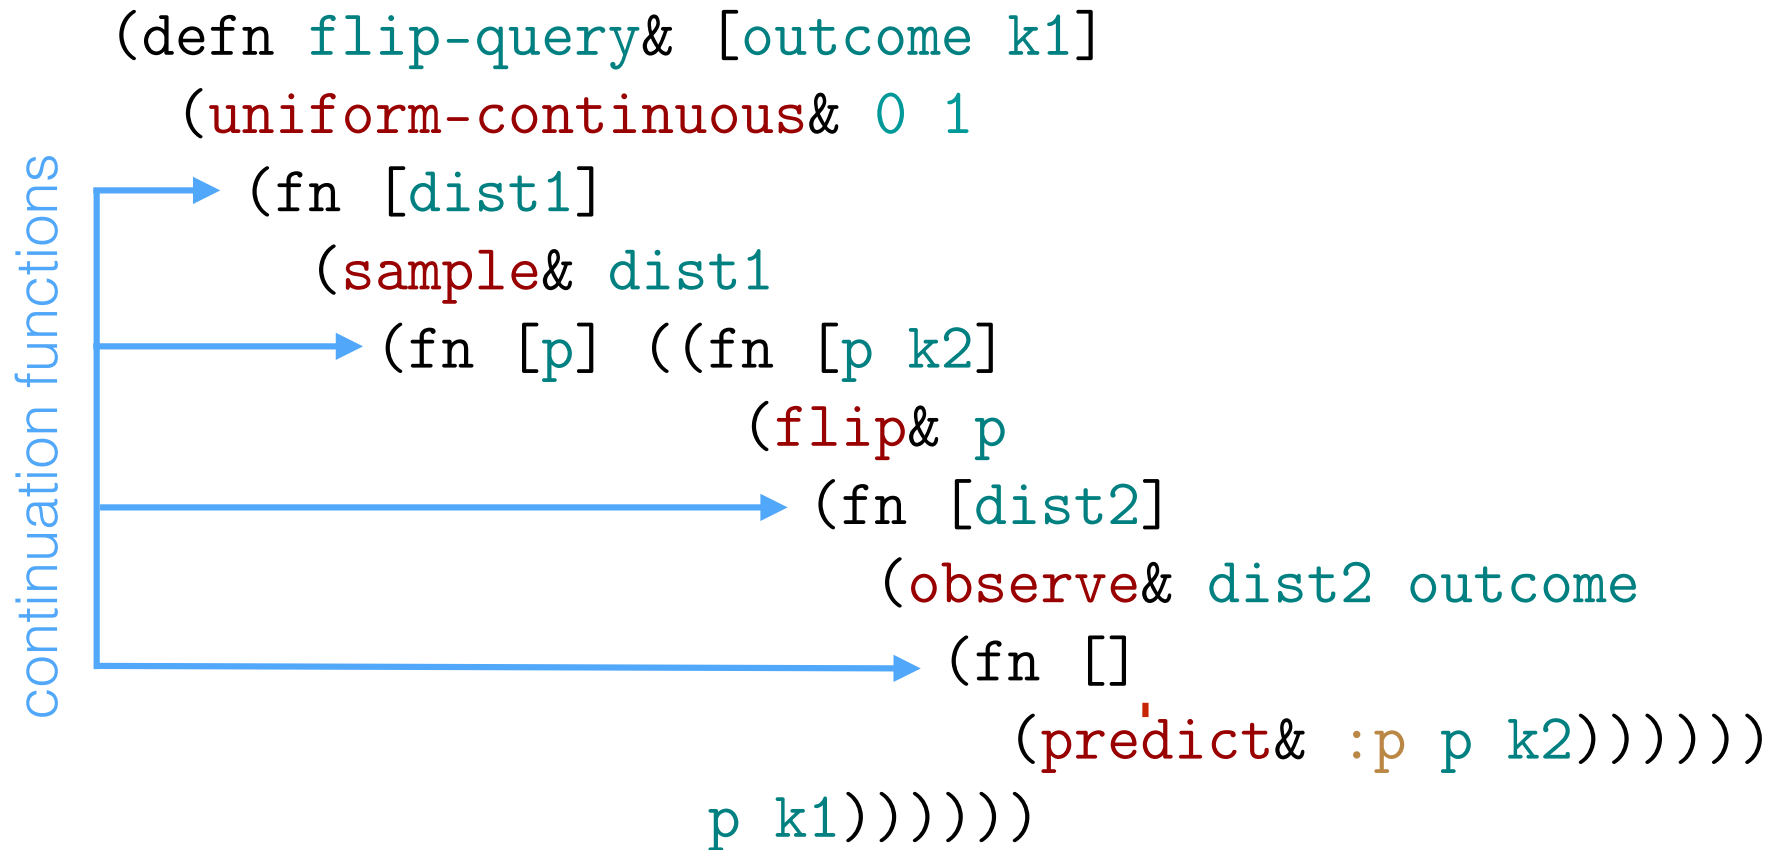 (defn flip-query& [outcome k1]
(uniform-continuous& 0 1
(fn [dist1]
(sample& dist1
(fn [p] ((fn [p k2]
(flip& p
(fn [dist2]
(observe& dist2 outcome
(fn []
(predict& :p p k2))))))
p k1))))))
continuation functions